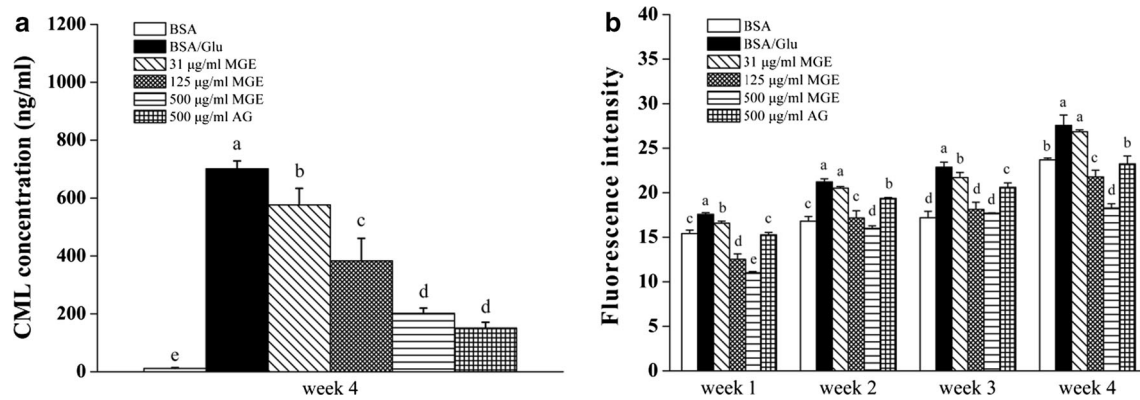 a
CML concentration (ng/ml)
1200
1000
800
600
400
200
0
BSA
BSA/Glu
31 μg/ml MGE
125 μg/ml MGE
500 μg/ml MGE
500 μg/ml AG
e
a
b
c
d
d
week 4
b
Fluorescence intensity
40
35
30
25
20
15
10
5
0
BSA
BSA/Glu
31 μg/ml MGE
125 μg/ml MGE
500 μg/ml MGE
500 μg/ml AG
c a b d e c
c a a c d b
d a b d d c
b a a c d b
week 1 week 2 week 3 week 4